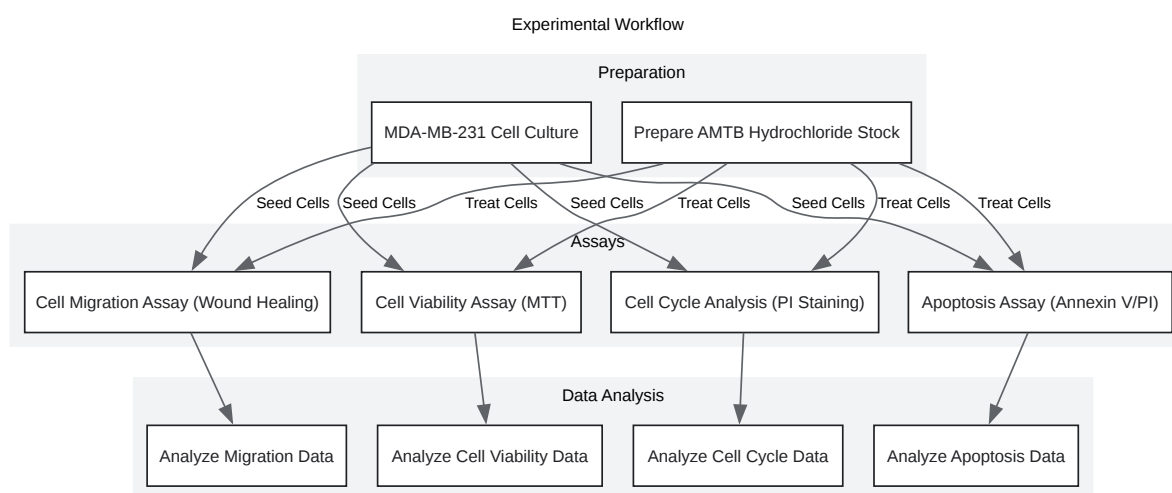 Experimental Workflow
Preparation
MDA-MB-231 Cell Culture
Prepare AMTB Hydrochloride Stock
Seed Cells
Seed Cells
Treat Cells
Seed Cells
Treat Cells
Seed Cells
Treat Cells
Treat Cells
Assays
Cell Migration Assay (Wound Healing)
Cell Viability Assay (MTT)
Cell Cycle Analysis (PI Staining)
Apoptosis Assay (Annexin V/PI)
Data Analysis
Analyze Migration Data
Analyze Cell Viability Data
Analyze Cell Cycle Data
Analyze Apoptosis Data